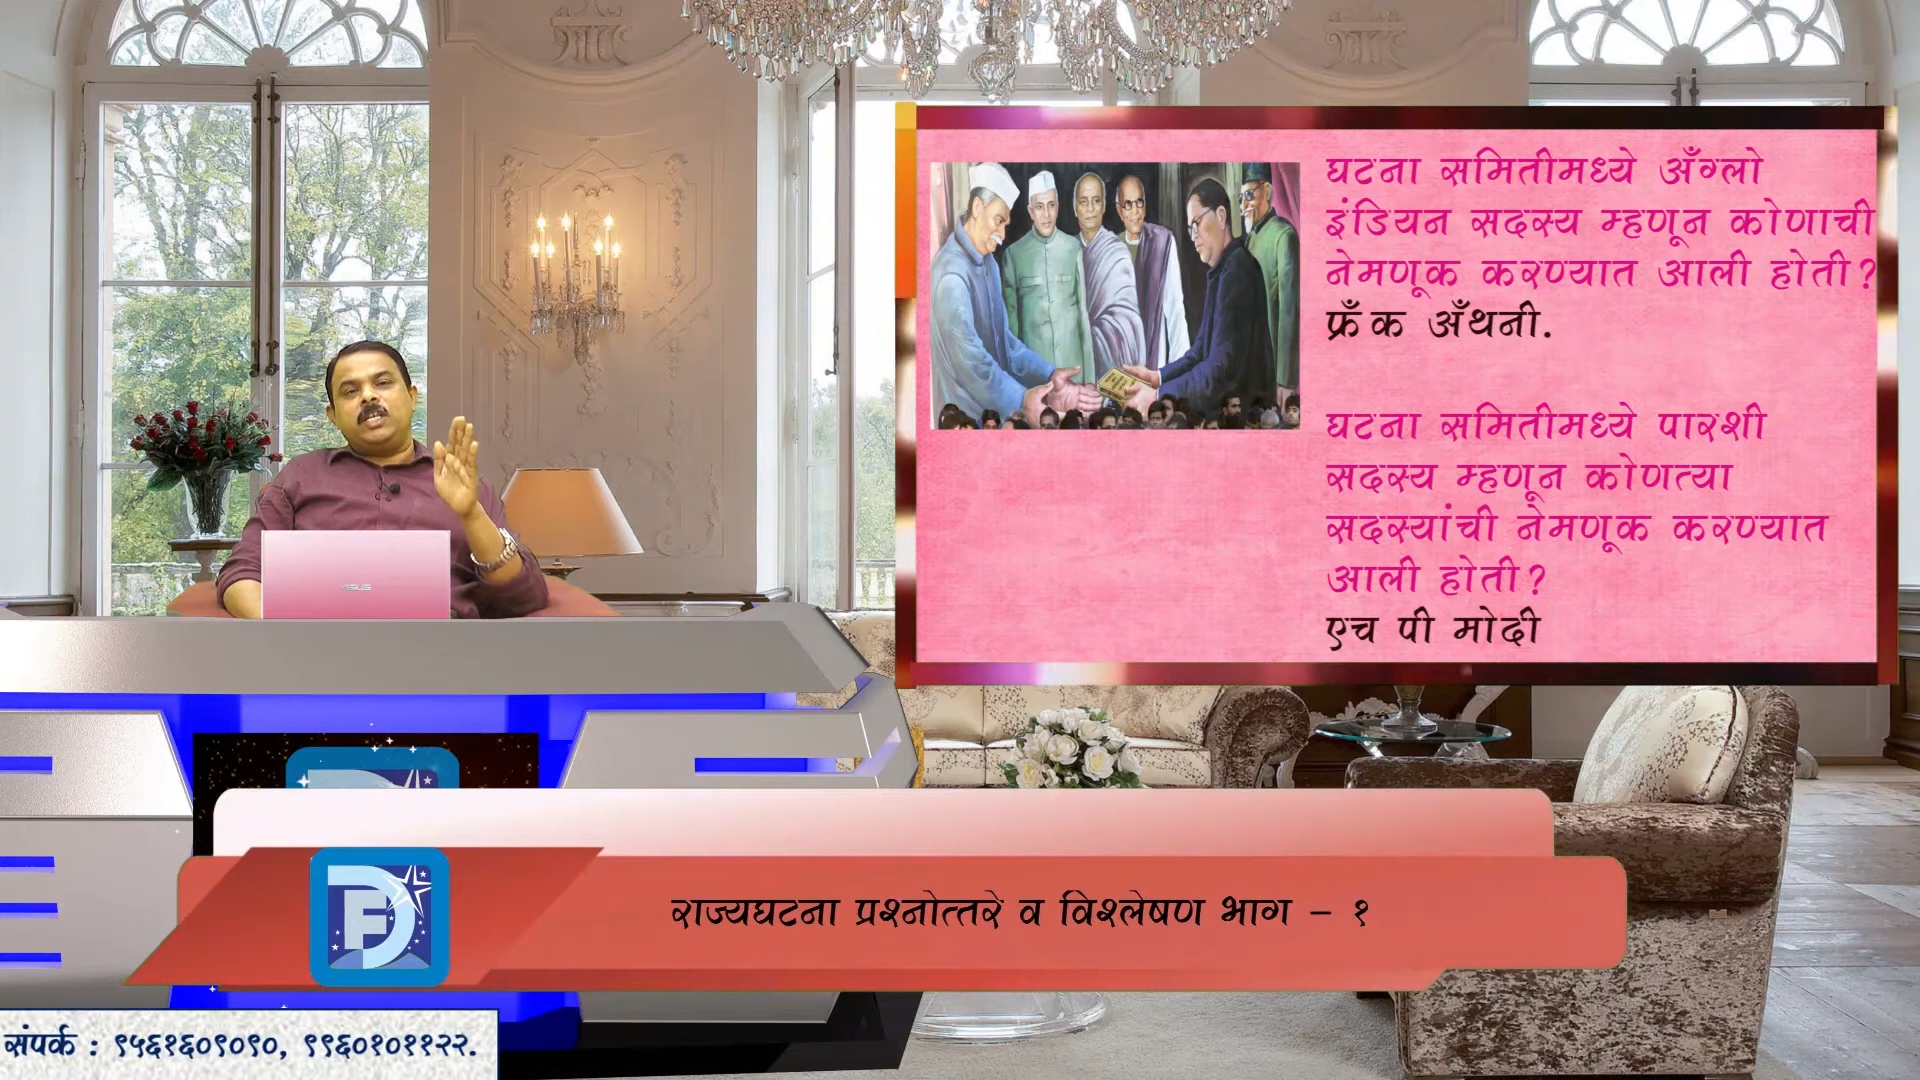 घटना समितीमध्ये अँग्लो
इंडियन सदस्य म्हणून कोणाची
नेमणूक करण्यात आली होती?
फ्रँक अँथनी.
घटना समितीमध्ये पारशी
सदस्य म्हणून कोणत्या
सदस्यांची नेमणूक करण्यात
आली होती?
एच पी मोदी
ASUS
राज्यघटना प्रश्नोत्तरे व विश्लेषण भाग – १
संपर्क : ९५६१६०९०९०, ९९६०१०११२२.